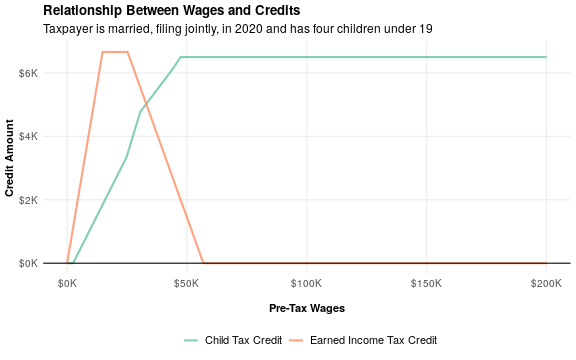 Relationship Between Wages and Credits
Taxpayer is married, filing jointly, in 2020 and has four children under 19
Credit Amount
$6K
$4K
$2K
$0K
$0K $50K $100K $150K $200K
Pre-Tax Wages
Child Tax Credit Earned Income Tax Credit